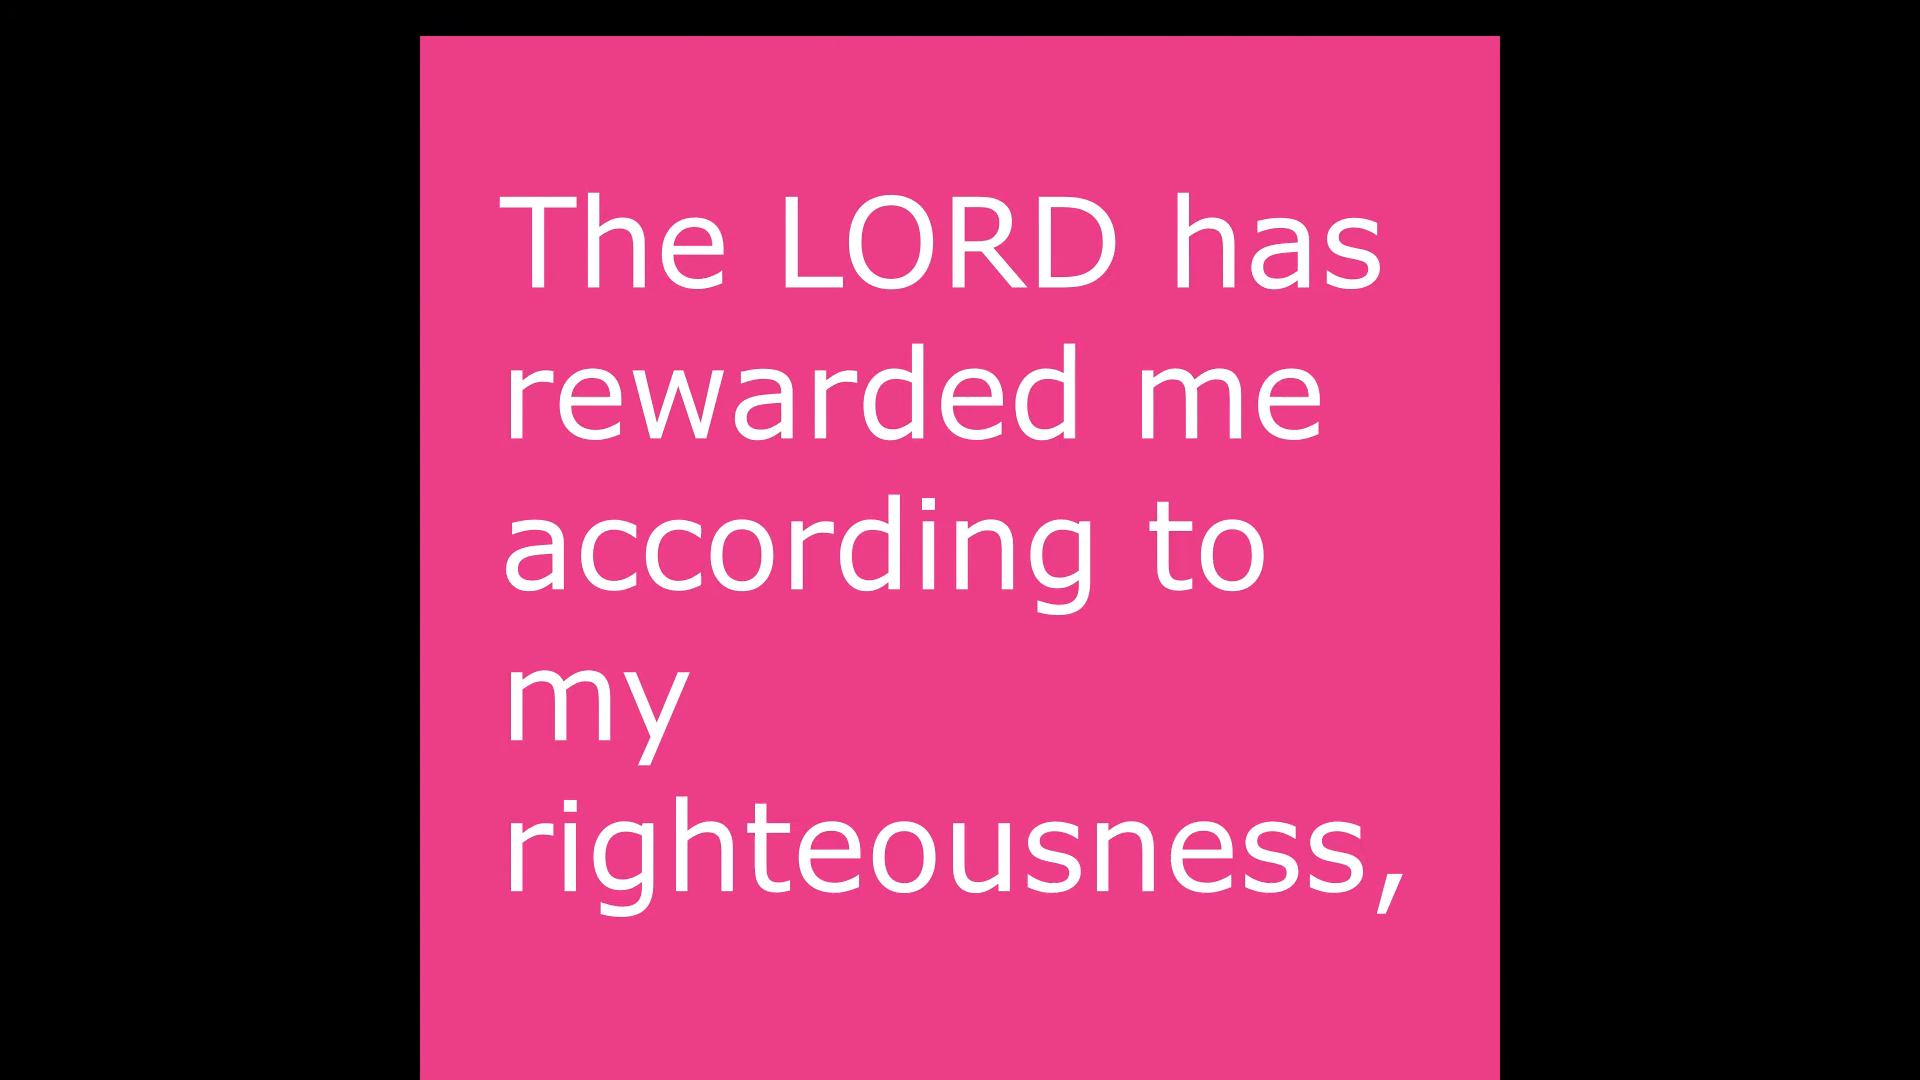 The LORD has
rewarded me
according to
my
righteousness,